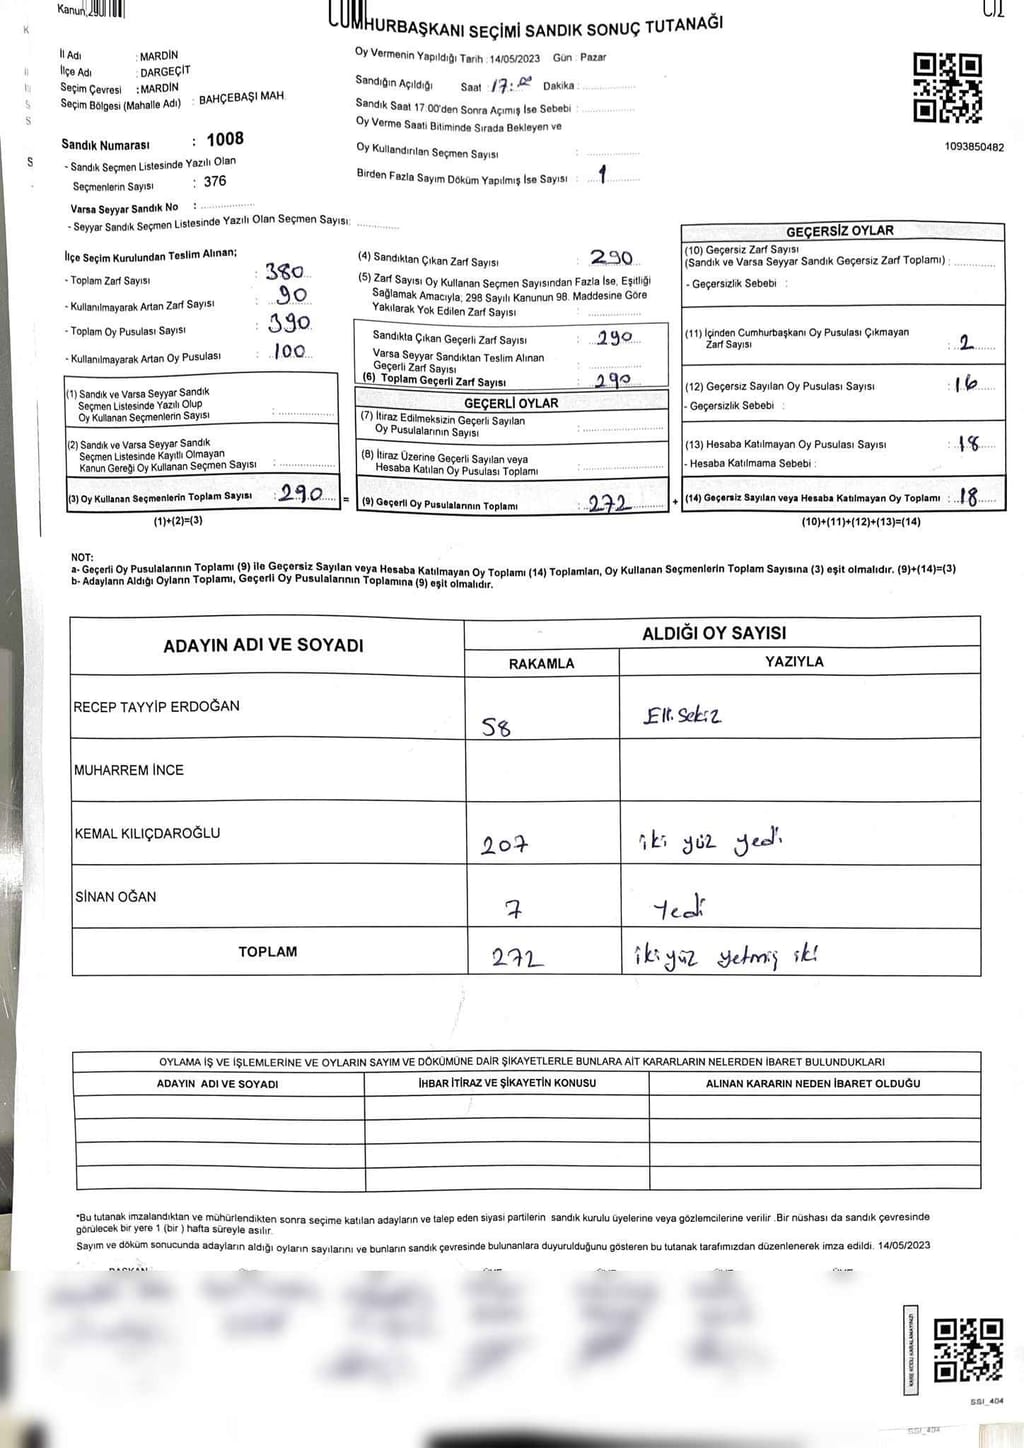 CUMHURBAŞKANI SEÇİMİ SANDIK SONUÇ TUTANAĞI
İl Adı : MARDİN
İlçe Adı : DARGEÇİT
Seçim Çevresi : MARDİN
Seçim Bölgesi (Mahalle Adı) : BAHÇEBAŞI MAH
Sandık Numarası : 1008
- Sandık Seçmen Listesinde Yazılı Olan
Seçmenlerin Sayısı : 376
Varsa Seyyar Sandık No :
- Seyyar Sandık Seçmen Listesinde Yazılı Olan Seçmen Sayısı:
Oy Vermenin Yapıldığı Tarih : 14/05/2023 Gün : Pazar
Sandığın Açıldığı Saat : 17:00 Dakika :
Sandık Saat 17.00'den Sonra Açımış İse Sebebi :
Oy Verme Saati Bitiminde Sırada Bekleyen ve
Oy Kullandırılan Seçmen Sayısı :
Birden Fazla Sayım Döküm Yapılmış İse Sayısı : 1
1093850482
İlçe Seçim Kurulundan Teslim Alınan;
- Toplam Zarf Sayısı : 380
- Kullanılmayarak Artan Zarf Sayısı : 90
- Toplam Oy Pusulası Sayısı : 390
- Kullanılmayarak Artan Oy Pusulası : 100
(1) Sandık ve Varsa Seyyar Sandık
Seçmen Listesinde Yazılı Olup
Oy Kullanan Seçmenlerin Sayısı :
(2) Sandık ve Varsa Seyyar Sandık
Seçmen Listesinde Kayıtlı Olmayan
Kanun Gereği Oy Kullanan Seçmen Sayısı :
(3) Oy Kullanan Seçmenlerin Toplam Sayısı : 290 =
(1)+(2)=(3)
(4) Sandıktan Çıkan Zarf Sayısı : 290
(5) Zarf Sayısı Oy Kullanan Seçmen Sayısından Fazla İse, Eşitliği
Sağlamak Amacıyla, 298 Sayılı Kanunun 98. Maddesine Göre
Yakılarak Yok Edilen Zarf Sayısı :
Sandıkta Çıkan Geçerli Zarf Sayısı : 290
Varsa Seyyar Sandıktan Teslim Alınan
Geçerli Zarf Sayısı :
(6) Toplam Geçerli Zarf Sayısı : 290
GEÇERLİ OYLAR
(7) İtiraz Edilmeksizin Geçerli Sayılan
Oy Pusulalarının Sayısı :
(8) İtiraz Üzerine Geçerli Sayılan veya
Hesaba Katılan Oy Pusulası Toplamı :
(9) Geçerli Oy Pusulalarının Toplamı : 272 +
GEÇERSİZ OYLAR
(10) Geçersiz Zarf Sayısı
(Sandık ve Varsa Seyyar Sandık Geçersiz Zarf Toplamı) :
- Geçersizlik Sebebi :
(11) İçinden Cumhurbaşkanı Oy Pusulası Çıkmayan
Zarf Sayısı : 2
(12) Geçersiz Sayılan Oy Pusulası Sayısı : 16
- Geçersizlik Sebebi :
(13) Hesaba Katılmayan Oy Pusulası Sayısı : 18
- Hesaba Katılmama Sebebi :
(14) Geçersiz Sayılan veya Hesaba Katılmayan Oy Toplamı : 18
(10)+(11)+(12)+(13)=(14)
NOT:
a- Geçerli Oy Pusulalarının Toplamı (9) ile Geçersiz Sayılan veya Hesaba Katılmayan Oy Toplamı (14) Toplamları, Oy Kullanan Seçmenlerin Toplam Sayısına (3) eşit olmalıdır. (9)+(14)=(3)
b- Adayların Aldığı Oyların Toplamı, Geçerli Oy Pusulalarının Toplamına (9) eşit olmalıdır.
ADAYIN ADI VE SOYADI ALDIĞI OY SAYISI
RAKAMLA YAZIYLA
RECEP TAYYİP ERDOĞAN 58 Elli Sekiz
MUHARREM İNCE
KEMAL KILIÇDAROĞLU 207 iki yüz yedi
SİNAN OĞAN 7 Yedi
TOPLAM 272 iki yüz yetmiş iki
OYLAMA İŞ VE İŞLEMLERİNE VE OYLARIN SAYIM VE DÖKÜMÜNE DAİR ŞİKAYETLERLE BUNLARA AİT KARARLARIN NELERDEN İBARET BULUNDUKLARI
ADAYIN ADI VE SOYADI İHBAR İTİRAZ VE ŞİKAYETİN KONUSU ALINAN KARARIN NEDEN İBARET OLDUĞU
*Bu tutanak imzalandıktan ve mühürlendikten sonra seçime katılan adayların ve talep eden siyasi partilerin sandık kurulu üyelerine veya gözlemcilerine verilir .Bir nüshası da sandık çevresinde
görülecek bir yere 1 (bir ) hafta süreyle asılır.
Sayım ve döküm sonucunda adayların aldığı oyların sayılarını ve bunların sandık çevresinde bulunanlara duyurulduğunu gösteren bu tutanak tarafımızdan düzenlenerek imza edildi. 14/05/2023
KARE KODU KARALAMAYINIZ!
SSI_404